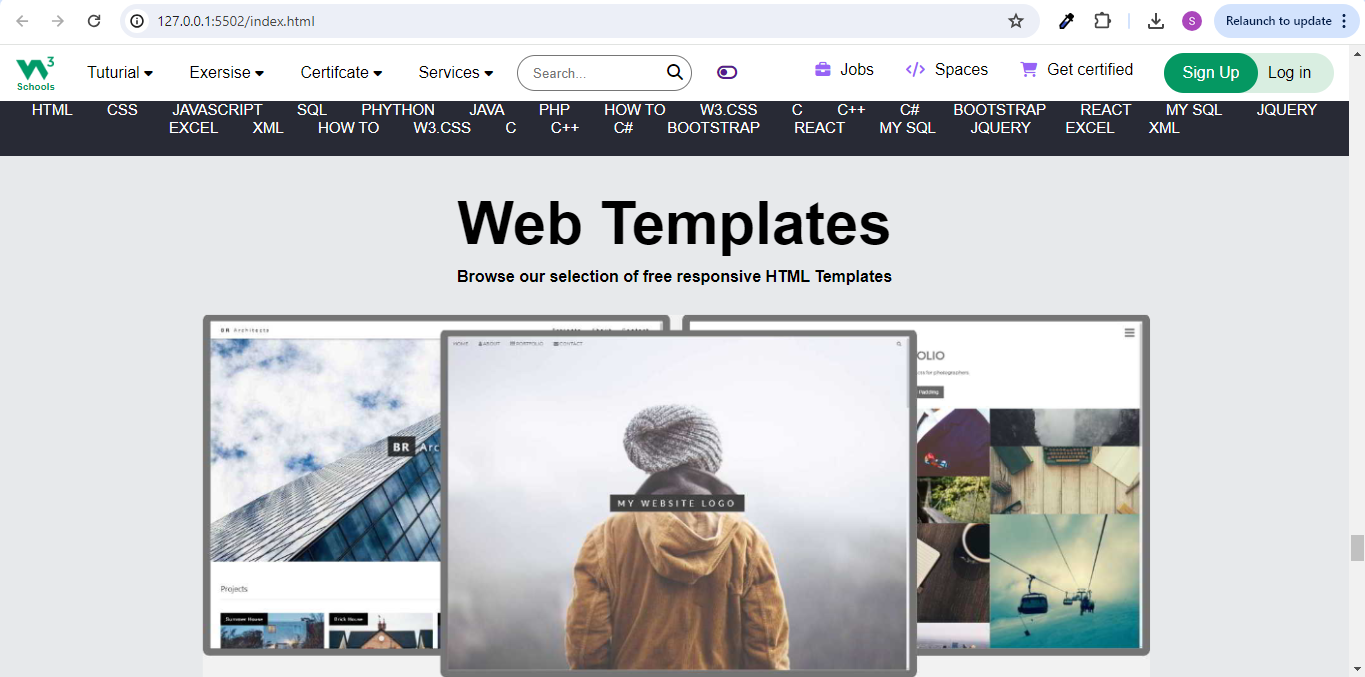 127.0.0.1:5502/index.html
Relaunch to update
S
3
Schools
Tuturial
Exersise
Certifcate
Services
Search...
Jobs
Spaces
Get certified
Sign Up
Log in
HTML CSS JAVASCRIPT SQL PHYTHON JAVA PHP HOW TO W3.CSS C C++ C# BOOTSTRAP REACT MY SQL JQUERY
EXCEL XML HOW TO W3.CSS C C++ C# BOOTSTRAP REACT MY SQL JQUERY EXCEL XML
Web Templates
Browse our selection of free responsive HTML Templates
BR Architects
HOME ABOUT PORTFOLIO CONTACT
OLIO
for photographers.
Padding
BR Arc
MY WEBSITE LOGO
Projects
Summer House
Brick House